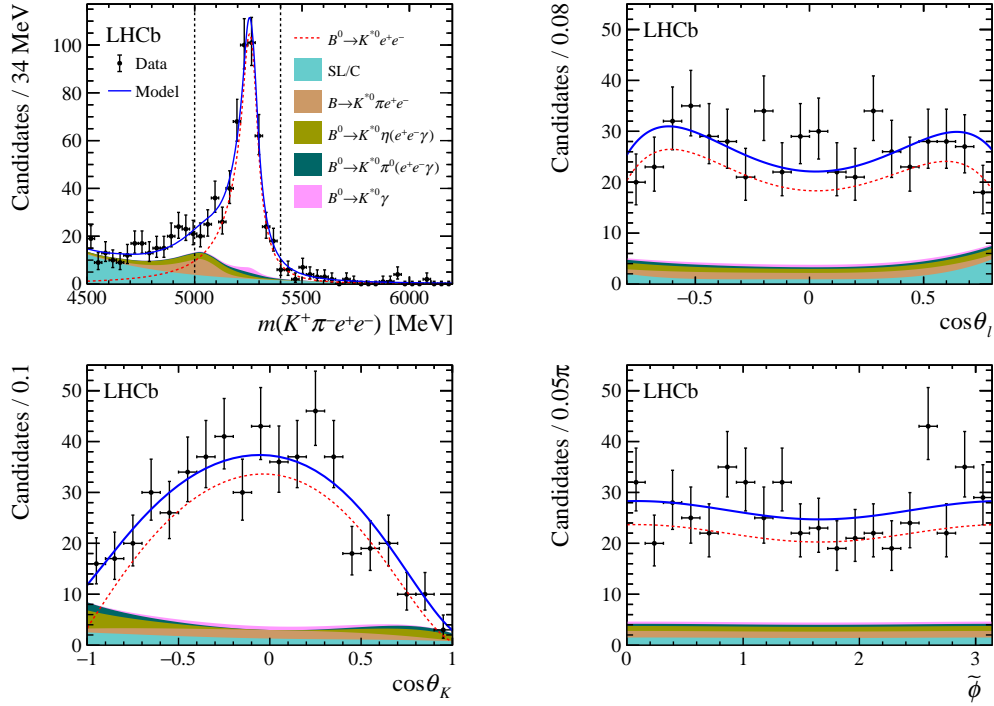 Candidates / 34 MeV
100
80
60
40
20
0
LHCb
Data
Model
B⁰→K*⁰e⁺e⁻
SL/C
B→K*⁰πe⁺e⁻
B⁰→K*⁰η(e⁺e⁻γ)
B⁰→K*⁰π⁰(e⁺e⁻γ)
B⁰→K*⁰γ
4500 5000 5500 6000
m(K⁺π⁻e⁺e⁻) [MeV]
Candidates / 0.08
50
40
30
20
10
0
LHCb
−0.5 0 0.5
cosθ_l
Candidates / 0.1
50
40
30
20
10
0
LHCb
−1 −0.5 0 0.5 1
cosθ_K
Candidates / 0.05π
50
40
30
20
10
0
LHCb
0 1 2 3
ϕ̃